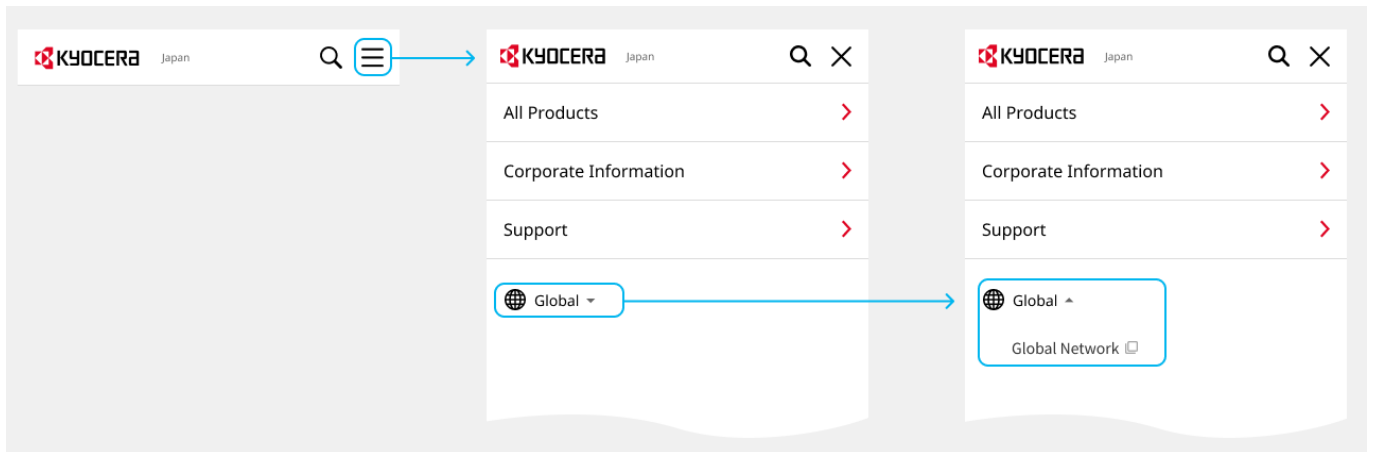 KYOCERA Japan
KYOCERA Japan
All Products
Corporate Information
Support
Global
KYOCERA Japan
All Products
Corporate Information
Support
Global
Global Network